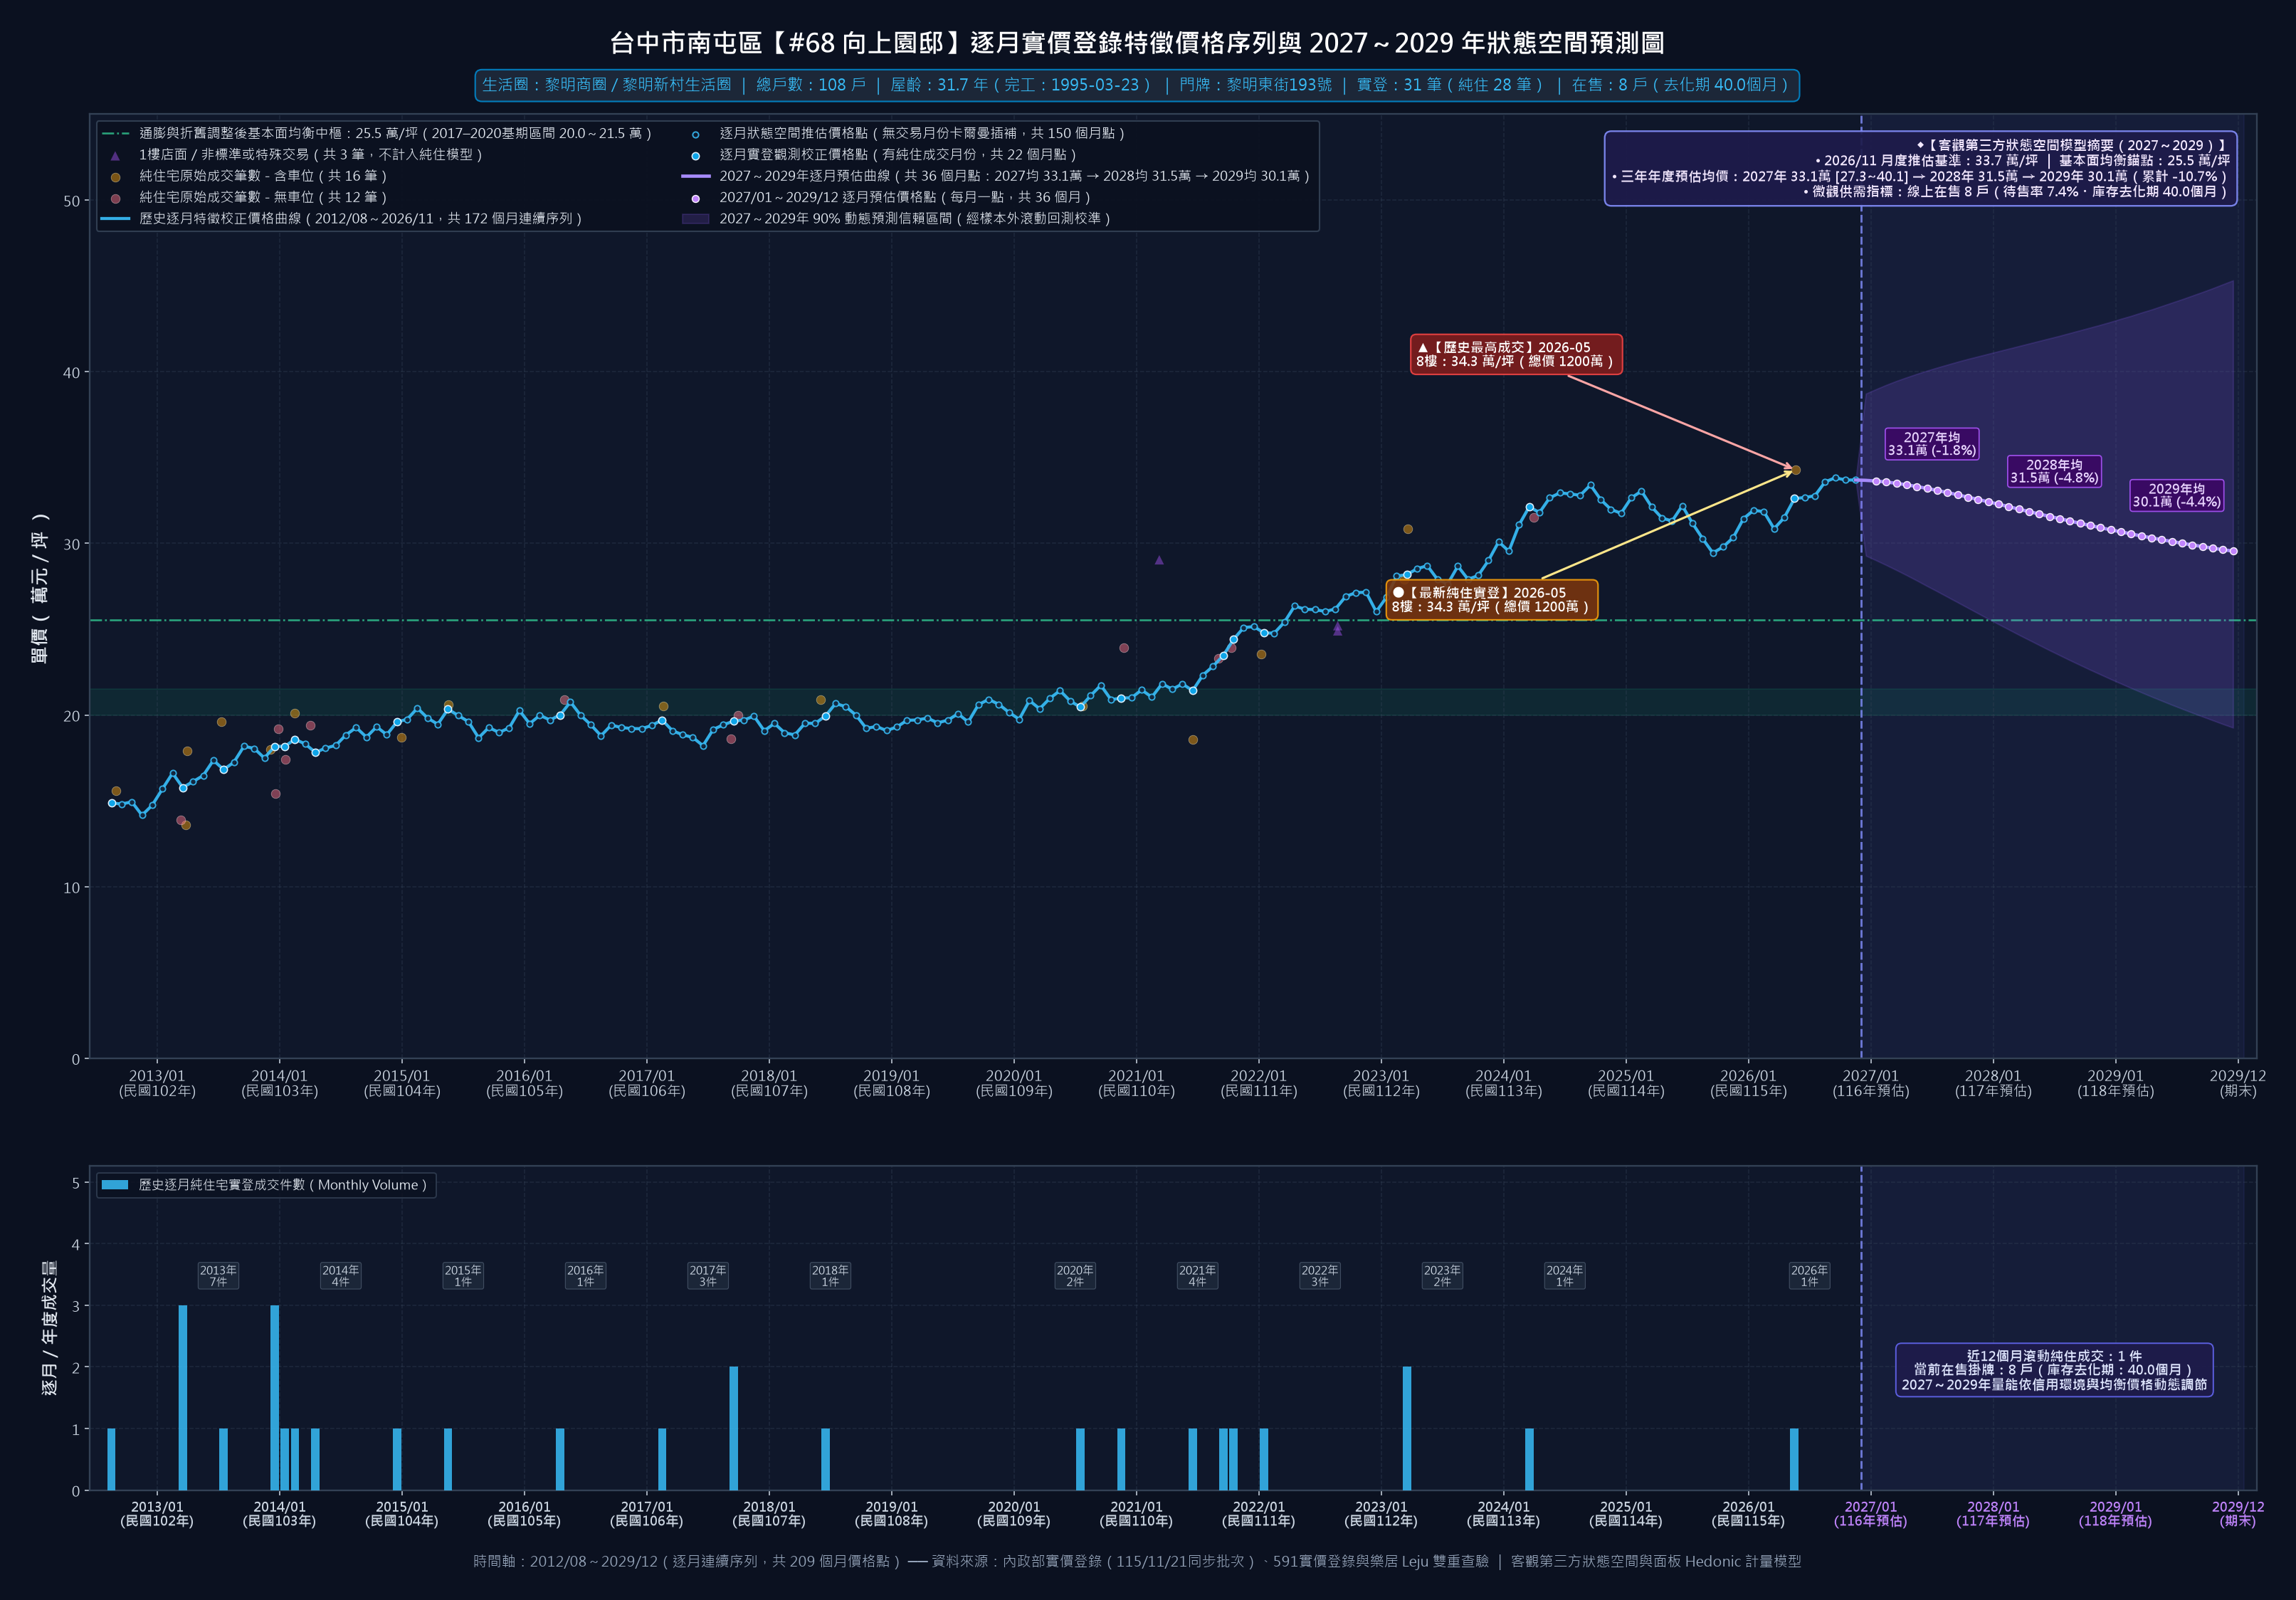 台中市南屯區【#68 向上園邸】逐月實價登錄特徵價格序列與 2027～2029 年狀態空間預測圖
生活圈：黎明商圈 / 黎明新村生活圈 ｜ 總戶數：108 戶 ｜ 屋齡：31.7 年（完工：1995-03-23） ｜ 門牌：黎明東街193號 ｜ 實登：31 筆（純住 28 筆） ｜ 在售：8 戶（去化期 40.0個月）
通膨與折舊調整後基本面均衡中樞：25.5 萬/坪（2017–2020基期區間 20.0～21.5 萬）
1樓店面 / 非標準或特殊交易（共 3 筆，不計入純住模型）
純住宅原始成交筆數 - 含車位（共 16 筆）
純住宅原始成交筆數 - 無車位（共 12 筆）
歷史逐月特徵校正價格曲線（2012/08～2026/11，共 172 個月連續序列）
逐月狀態空間推估價格點（無交易月份卡爾曼插補，共 150 個月點）
逐月實登觀測校正價格點（有純住成交月份，共 22 個月點）
2027～2029年逐月預估曲線（共 36 個月點：2027均 33.1萬 → 2028均 31.5萬 → 2029均 30.1萬）
2027/01～2029/12 逐月預估價格點（每月一點，共 36 個月）
2027～2029年 90% 動態預測信賴區間（經樣本外滾動回測校準）
◆【客觀第三方狀態空間模型摘要（2027～2029）】
• 2026/11 月度推估基準：33.7 萬/坪 ｜ 基本面均衡錨點：25.5 萬/坪
• 三年年度預估均價：2027年 33.1萬 [27.3~40.1] → 2028年 31.5萬 → 2029年 30.1萬（累計 -10.7%）
• 微觀供需指標：線上在售 8 戶（待售率 7.4%．庫存去化期 40.0個月）
▲【歷史最高成交】2026-05
8樓：34.3 萬/坪（總價 1200萬）
●【最新純住實登】2026-05
8樓：34.3 萬/坪（總價 1200萬）
2027年均
33.1萬 (-1.8%)
2028年均
31.5萬 (-4.8%)
2029年均
30.1萬 (-4.4%)
單價（萬元 / 坪）
50
40
30
20
10
0
2013/01
(民國102年)
2014/01
(民國103年)
2015/01
(民國104年)
2016/01
(民國105年)
2017/01
(民國106年)
2018/01
(民國107年)
2019/01
(民國108年)
2020/01
(民國109年)
2021/01
(民國110年)
2022/01
(民國111年)
2023/01
(民國112年)
2024/01
(民國113年)
2025/01
(民國114年)
2026/01
(民國115年)
2027/01
(116年預估)
2028/01
(117年預估)
2029/01
(118年預估)
2029/12
(期末)
歷史逐月純住宅實登成交件數（Monthly Volume）
逐月 / 年度成交量
5
4
3
2
1
0
2013年
7件
2014年
4件
2015年
1件
2016年
1件
2017年
3件
2018年
1件
2020年
2件
2021年
4件
2022年
3件
2023年
2件
2024年
1件
2026年
1件
近12個月滾動純住成交：1 件
當前在售掛牌：8 戶（庫存去化期：40.0個月）
2027～2029年量能依信用環境與均衡價格動態調節
2013/01
(民國102年)
2014/01
(民國103年)
2015/01
(民國104年)
2016/01
(民國105年)
2017/01
(民國106年)
2018/01
(民國107年)
2019/01
(民國108年)
2020/01
(民國109年)
2021/01
(民國110年)
2022/01
(民國111年)
2023/01
(民國112年)
2024/01
(民國113年)
2025/01
(民國114年)
2026/01
(民國115年)
2027/01
(116年預估)
2028/01
(117年預估)
2029/01
(118年預估)
2029/12
(期末)
時間軸：2012/08～2029/12（逐月連續序列，共 209 個月價格點）── 資料來源：內政部實價登錄（115/11/21同步批次）、591實價登錄與樂居 Leju 雙重查驗 ｜ 客觀第三方狀態空間與面板 Hedonic 計量模型